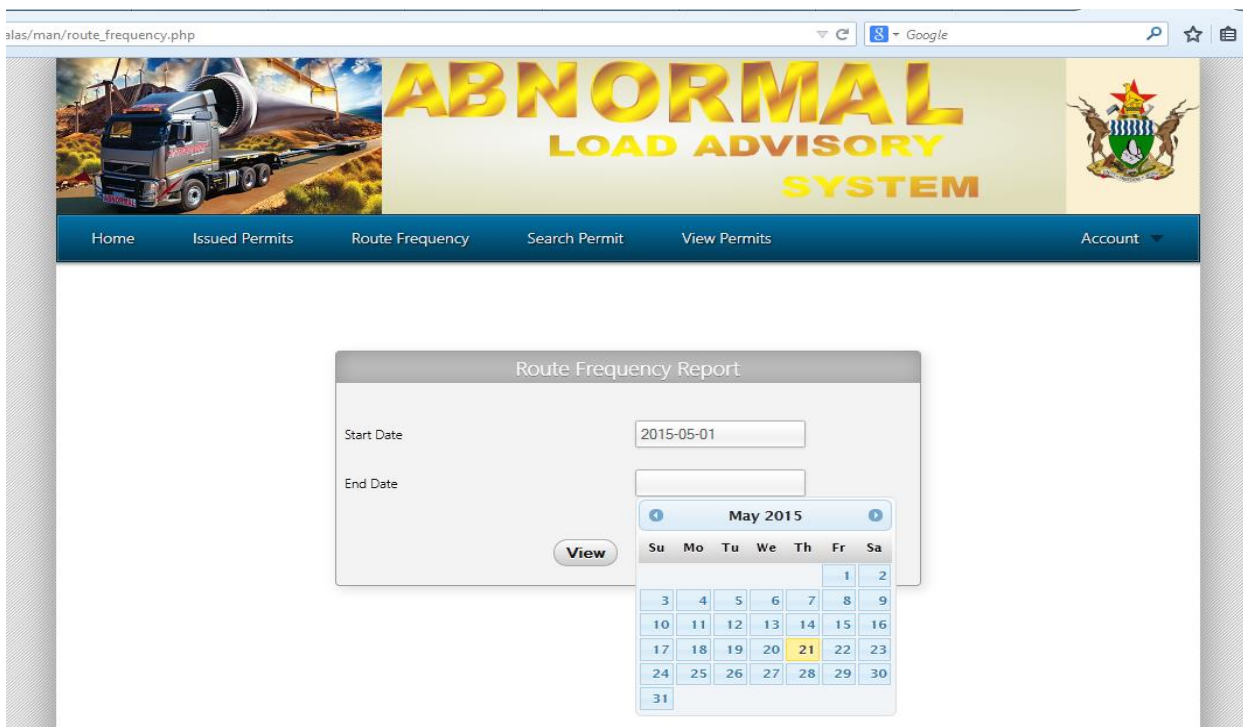 alas/man/route_frequency.php
8 Google
ABNORMAL
LOAD ADVISORY
SYSTEM
ABNORMAL
Home Issued Permits Route Frequency Search Permit View Permits Account
Route Frequency Report
Start Date 2015-05-01
End Date
View
May 2015
Su Mo Tu We Th Fr Sa
1 2
3 4 5 6 7 8 9
10 11 12 13 14 15 16
17 18 19 20 21 22 23
24 25 26 27 28 29 30
31